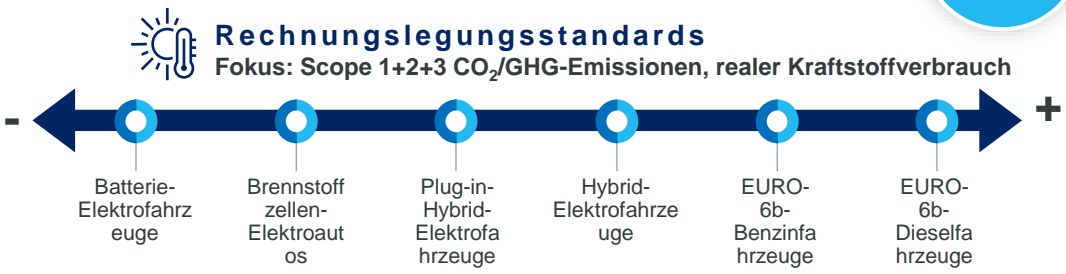 Rechnungslegungsstandards
Fokus: Scope 1+2+3 CO₂/GHG-Emissionen, realer Kraftstoffverbrauch
- +
Batterie-
Elektrofahrz
euge
Brennstoff
zellen-
Elektroaut
os
Plug-in-
Hybrid-
Elektrofa
hrzeuge
Hybrid-
Elektrofahrze
uge
EURO-
6b-
Benzinfa
hrzeuge
EURO-
6b-
Dieselfa
hrzeuge